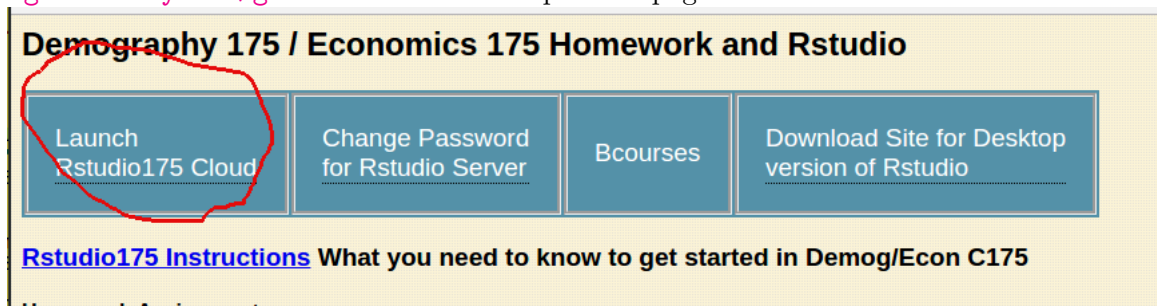 Demography 175 / Economics 175 Homework and Rstudio
Launch
Rstudio175 Cloud
Change Password
for Rstudio Server
Bcourses
Download Site for Desktop
version of Rstudio
Rstudio175 Instructions What you need to know to get started in Demog/Econ C175